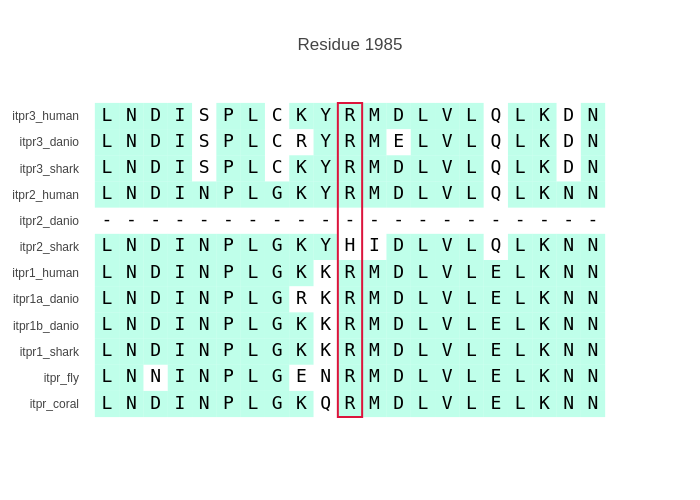 Residue 1985
itpr3_human L N D I S P L C K Y R M D L V L Q L K D N
itpr3_danio L N D I S P L C R Y R M E L V L Q L K D N
itpr3_shark L N D I S P L C K Y R M D L V L Q L K D N
itpr2_human L N D I N P L G K Y R M D L V L Q L K N N
itpr2_danio - - - - - - - - - - - - - - - - - - - - -
itpr2_shark L N D I N P L G K Y H I D L V L Q L K N N
itpr1_human L N D I N P L G K K R M D L V L E L K N N
itpr1a_danio L N D I N P L G R K R M D L V L E L K N N
itpr1b_danio L N D I N P L G K K R M D L V L E L K N N
itpr1_shark L N D I N P L G K K R M D L V L E L K N N
itpr_fly L N N I N P L G E N R M D L V L E L K N N
itpr_coral L N D I N P L G K Q R M D L V L E L K N N